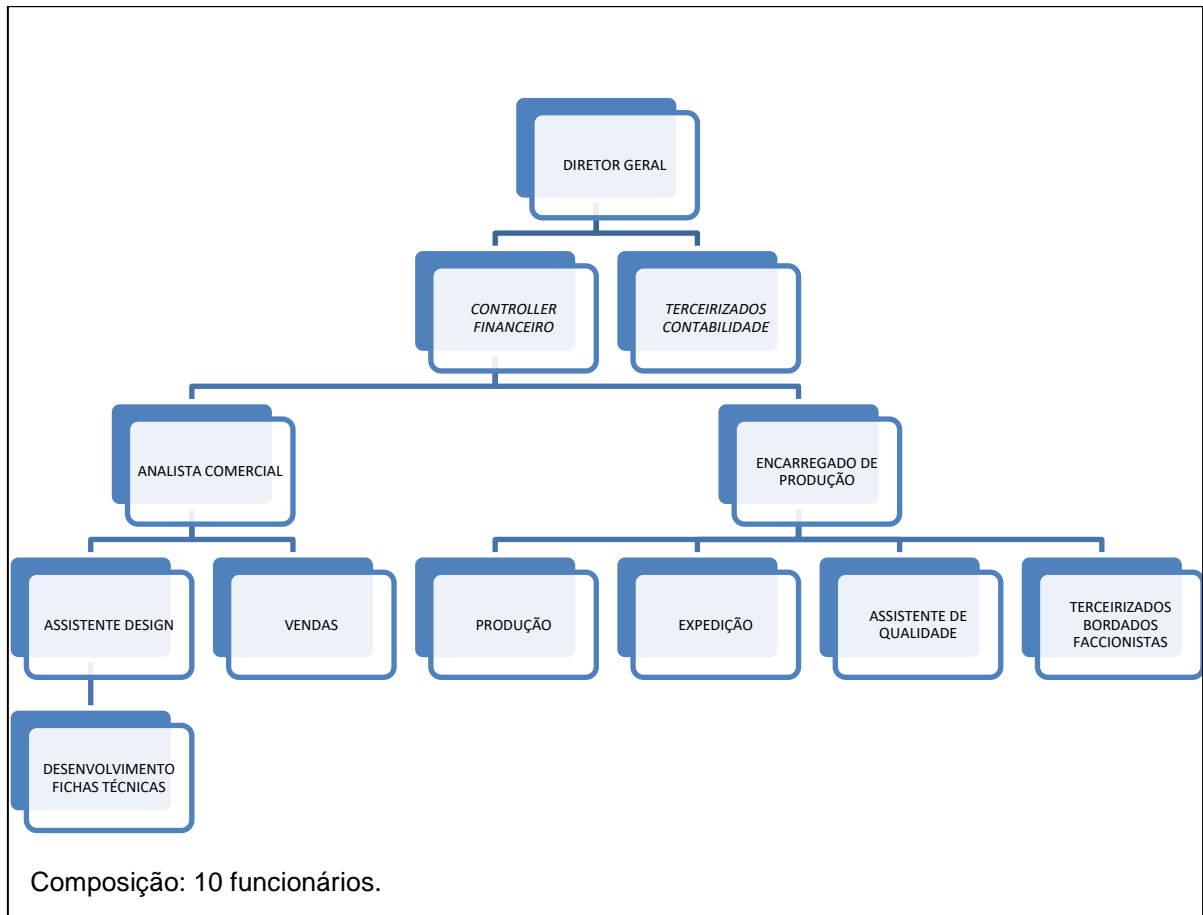 DIRETOR GERAL
CONTROLLER
FINANCEIRO
TERCEIRIZADOS
CONTABILIDADE
ANALISTA COMERCIAL
ENCARREGADO DE
PRODUÇÃO
ASSISTENTE DESIGN
VENDAS
PRODUÇÃO
EXPEDIÇÃO
ASSISTENTE DE
QUALIDADE
TERCEIRIZADOS
BORDADOS
FACCIONISTAS
DESENVOLVIMENTO
FICHAS TÉCNICAS
Composição: 10 funcionários.